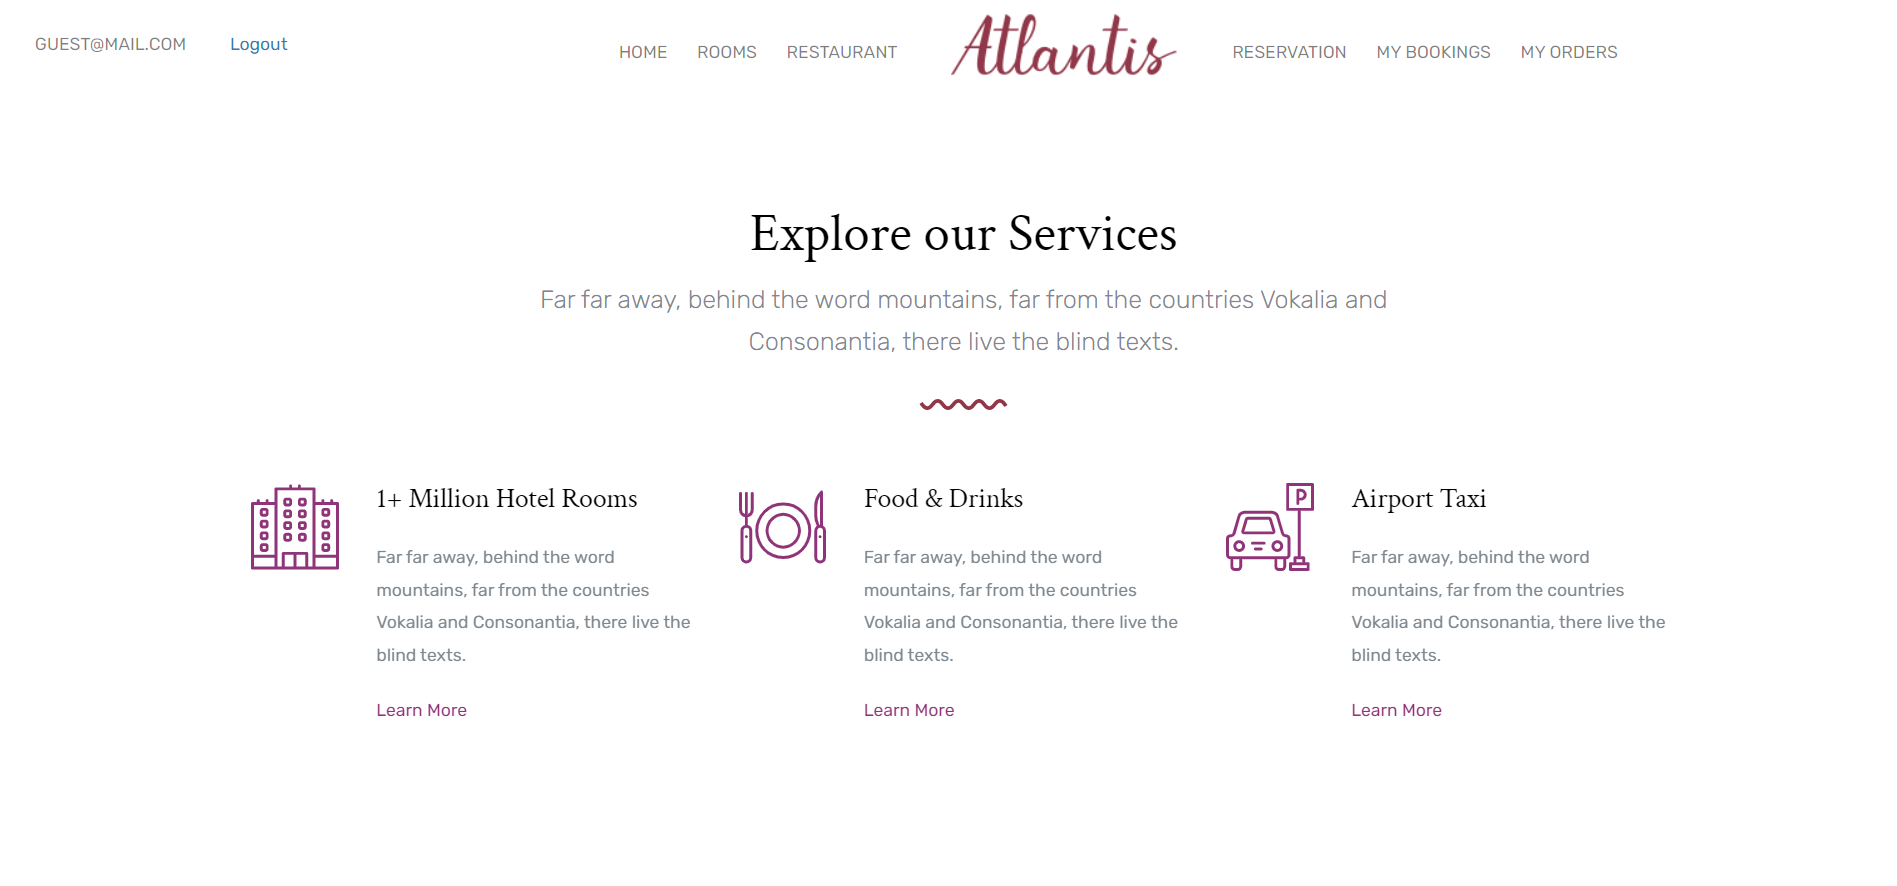 GUEST@MAIL.COM Logout HOME ROOMS RESTAURANT Atlantis RESERVATION MY BOOKINGS MY ORDERS
Explore our Services
Far far away, behind the word mountains, far from the countries Vokalia and
Consonantia, there live the blind texts.
1+ Million Hotel Rooms
Far far away, behind the word
mountains, far from the countries
Vokalia and Consonantia, there live the
blind texts.
Learn More
Food & Drinks
Far far away, behind the word
mountains, far from the countries
Vokalia and Consonantia, there live the
blind texts.
Learn More
P
Airport Taxi
Far far away, behind the word
mountains, far from the countries
Vokalia and Consonantia, there live the
blind texts.
Learn More